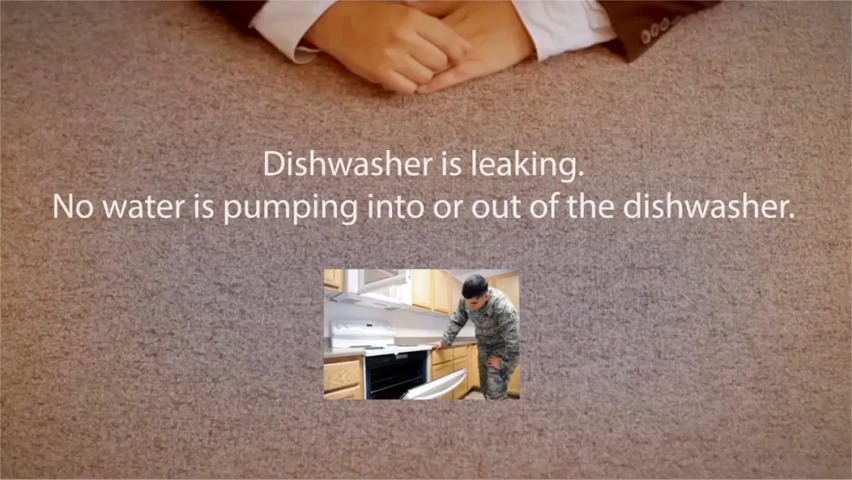 Dishwasher is leaking.
No water is pumping into or out of the dishwasher.